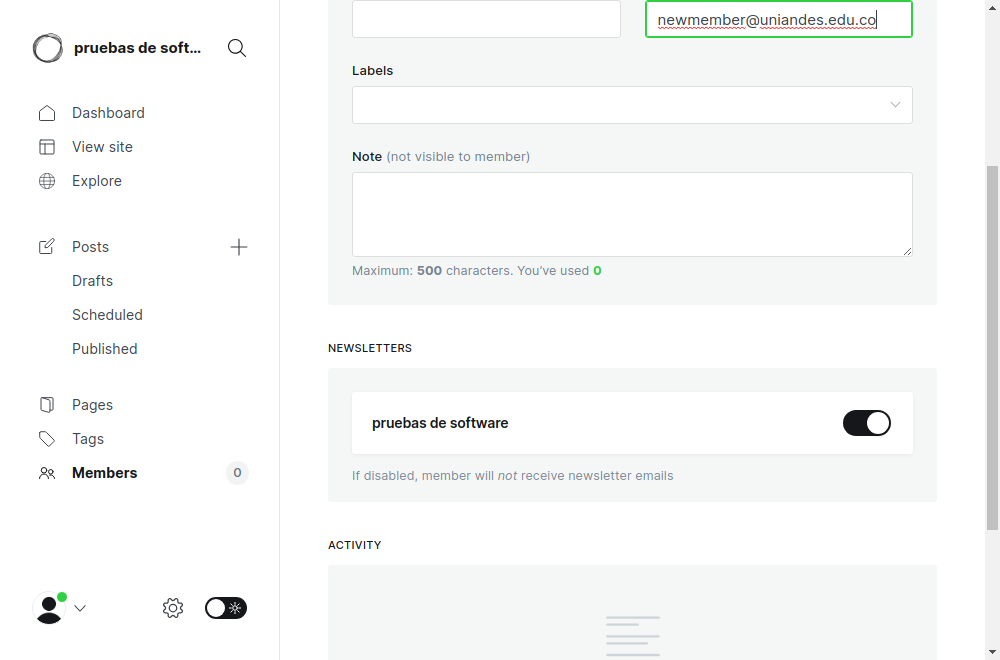 pruebas de soft...
Dashboard
View site
Explore
Posts
Drafts
Scheduled
Published
Pages
Tags
Members 0
newmember@uniandes.edu.co
Labels
Note (not visible to member)
Maximum: 500 characters. You've used 0
NEWSLETTERS
pruebas de software
If disabled, member will not receive newsletter emails
ACTIVITY